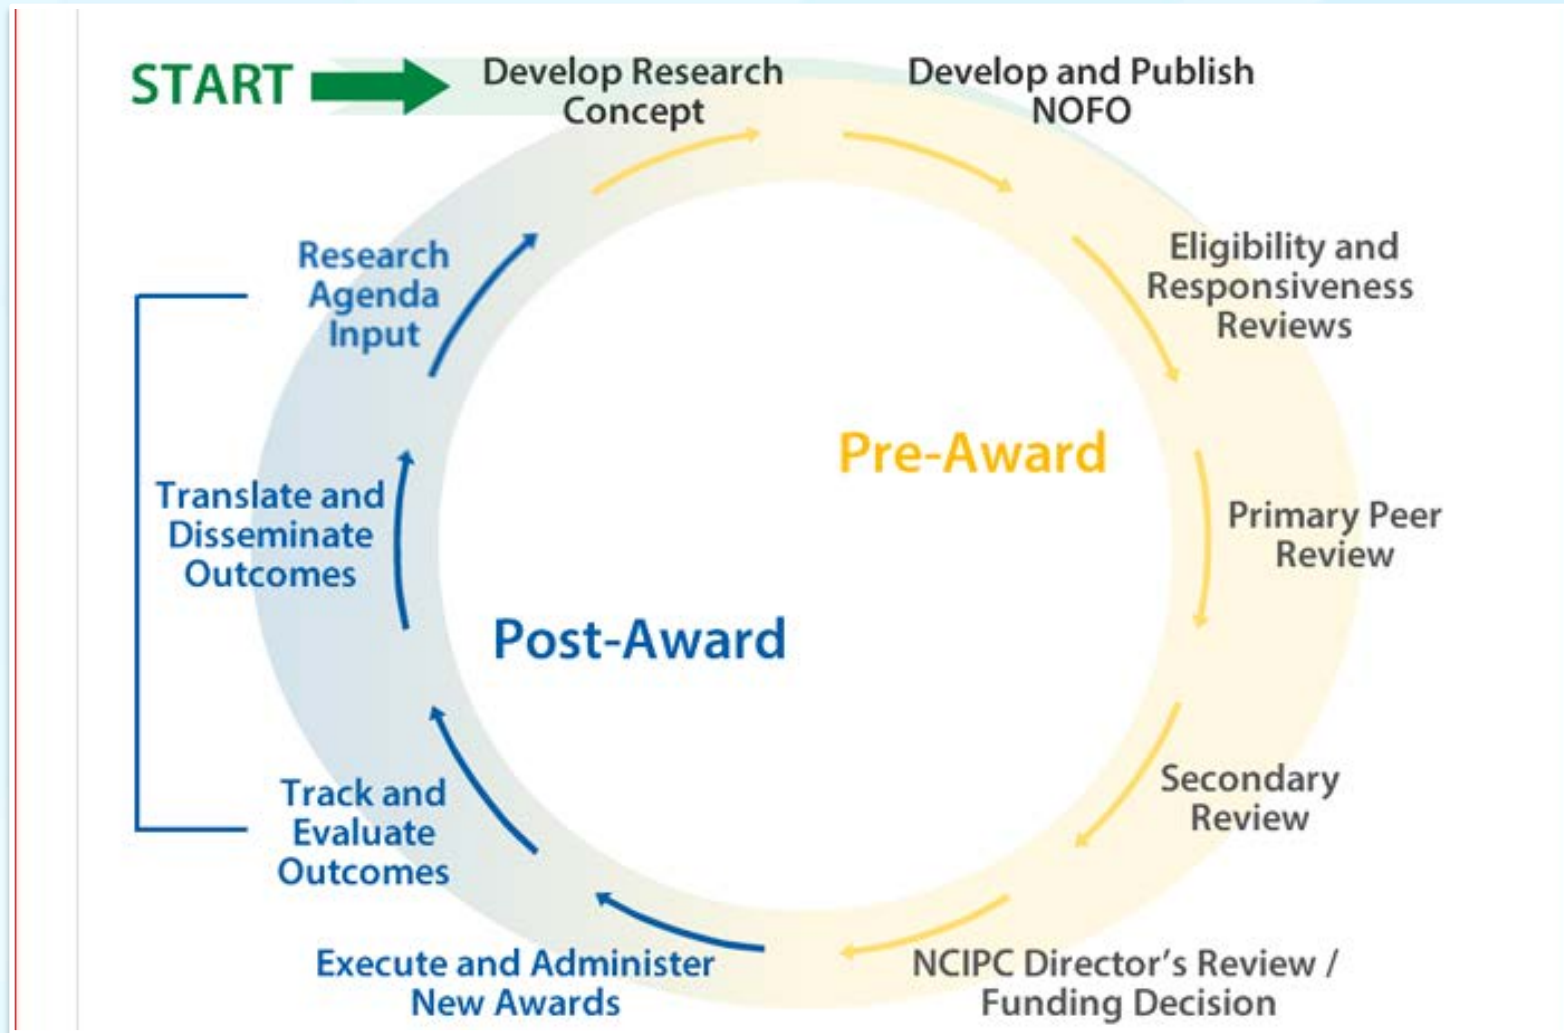 START
Develop Research
Concept
Develop and Publish
NOFO
Eligibility and
Responsiveness
Reviews
Pre-Award
Primary Peer
Review
Secondary
Review
NCIPC Director's Review /
Funding Decision
Execute and Administer
New Awards
Track and
Evaluate
Outcomes
Post-Award
Translate and
Disseminate
Outcomes
Research
Agenda
Input